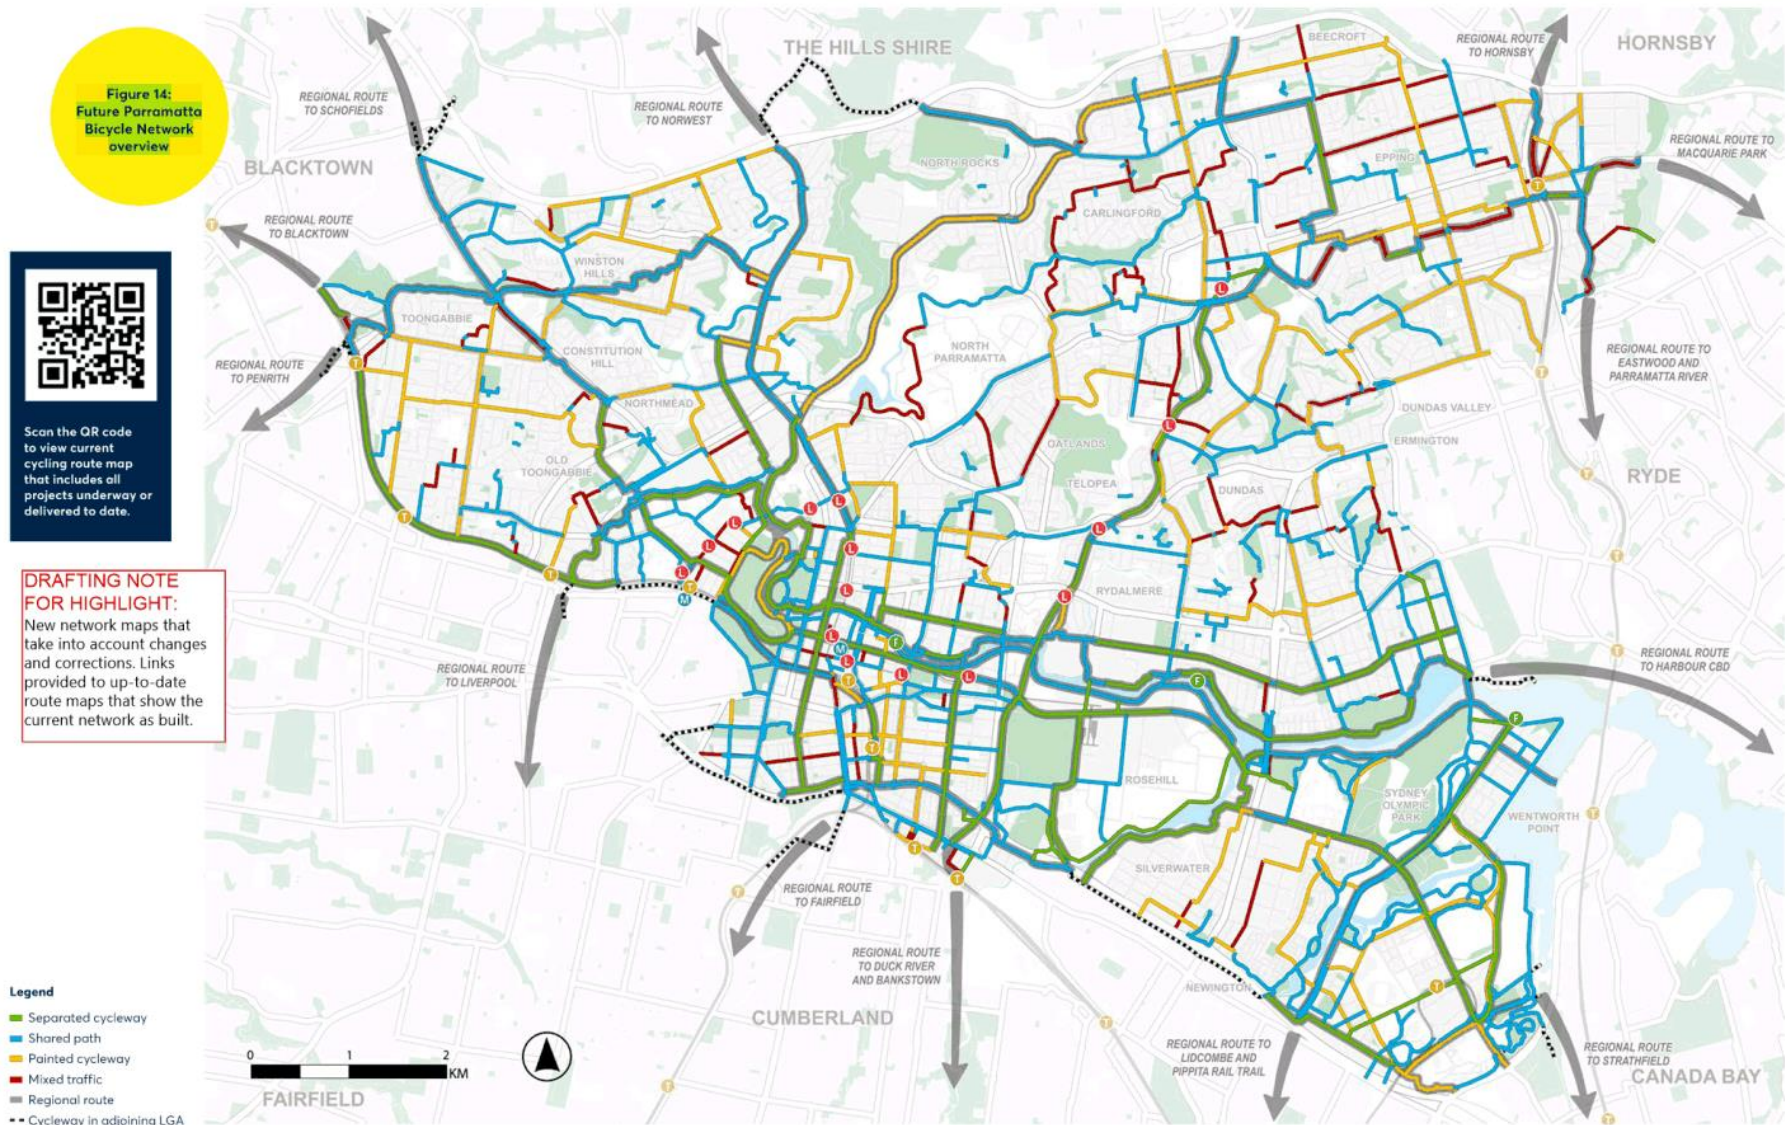 Figure 14:
Future Parramatta
Bicycle Network
overview
Scan the QR code
to view current
cycling route map
that includes all
projects underway or
delivered to date.
DRAFTING NOTE
FOR HIGHLIGHT:
New network maps that
take into account changes
and corrections. Links
provided to up-to-date
route maps that show the
current network as built.
Legend
Separated cycleway
Shared path
Painted cycleway
Mixed traffic
Regional route
Cycleway in adjoining LGA
0 1 2
KM
THE HILLS SHIRE
BEECROFT
REGIONAL ROUTE
TO HORNSBY
HORNSBY
REGIONAL ROUTE
TO SCHOFIELDS
REGIONAL ROUTE
TO NORWEST
BLACKTOWN
NORTH ROCKS
EPPING
REGIONAL ROUTE TO
MACQUARIE PARK
T
REGIONAL ROUTE
TO BLACKTOWN
T
CARLINGFORD
WINSTON
HILLS
L
TOONGABBIE
CONSTITUTION
HILL
NORTH
PARRAMATTA
REGIONAL ROUTE
TO PENRITH
T
REGIONAL ROUTE TO
EASTWOOD AND
PARRAMATTA RIVER
T
NORTHMEAD
DUNDAS VALLEY
L
OATLANDS
ERMINGTON
OLD
TOONGABBIE
TELOPEA
DUNDAS
RYDE
T
T
L
L
L
L
L
L
T
T
L
T
M
L
L
RYDALMERE
REGIONAL ROUTE
TO LIVERPOOL
L
M
F
L
T
L
L
F
T
REGIONAL ROUTE
TO HARBOUR CBD
F
T
ROSEHILL
SYDNEY
OLYMPIC
PARK
WENTWORTH
POINT
T
T
T
SILVERWATER
T
REGIONAL ROUTE
TO FAIRFIELD
REGIONAL ROUTE
TO DUCK RIVER
AND BANKSTOWN
NEWINGTON
T
CUMBERLAND
T
REGIONAL ROUTE TO
LIDCOMBE AND
PIPPITA RAIL TRAIL
REGIONAL ROUTE
TO STRATHFIELD
CANADA BAY
T
FAIRFIELD
T